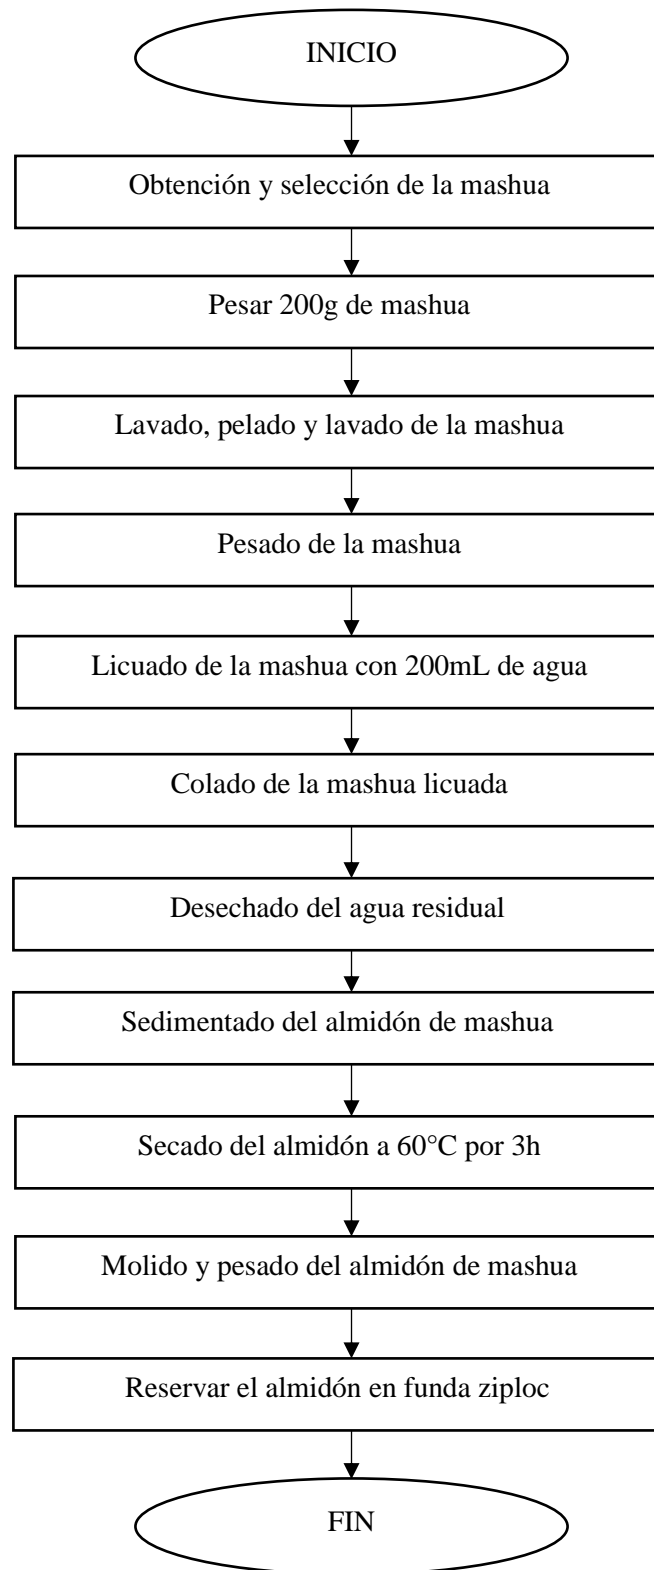 INICIO
Obtención y selección de la mashua
Pesar 200g de mashua
Lavado, pelado y lavado de la mashua
Pesado de la mashua
Licuado de la mashua con 200mL de agua
Colado de la mashua licuada
Desechado del agua residual
Sedimentado del almidón de mashua
Secado del almidón a 60°C por 3h
Molido y pesado del almidón de mashua
Reservar el almidón en funda ziploc
FIN